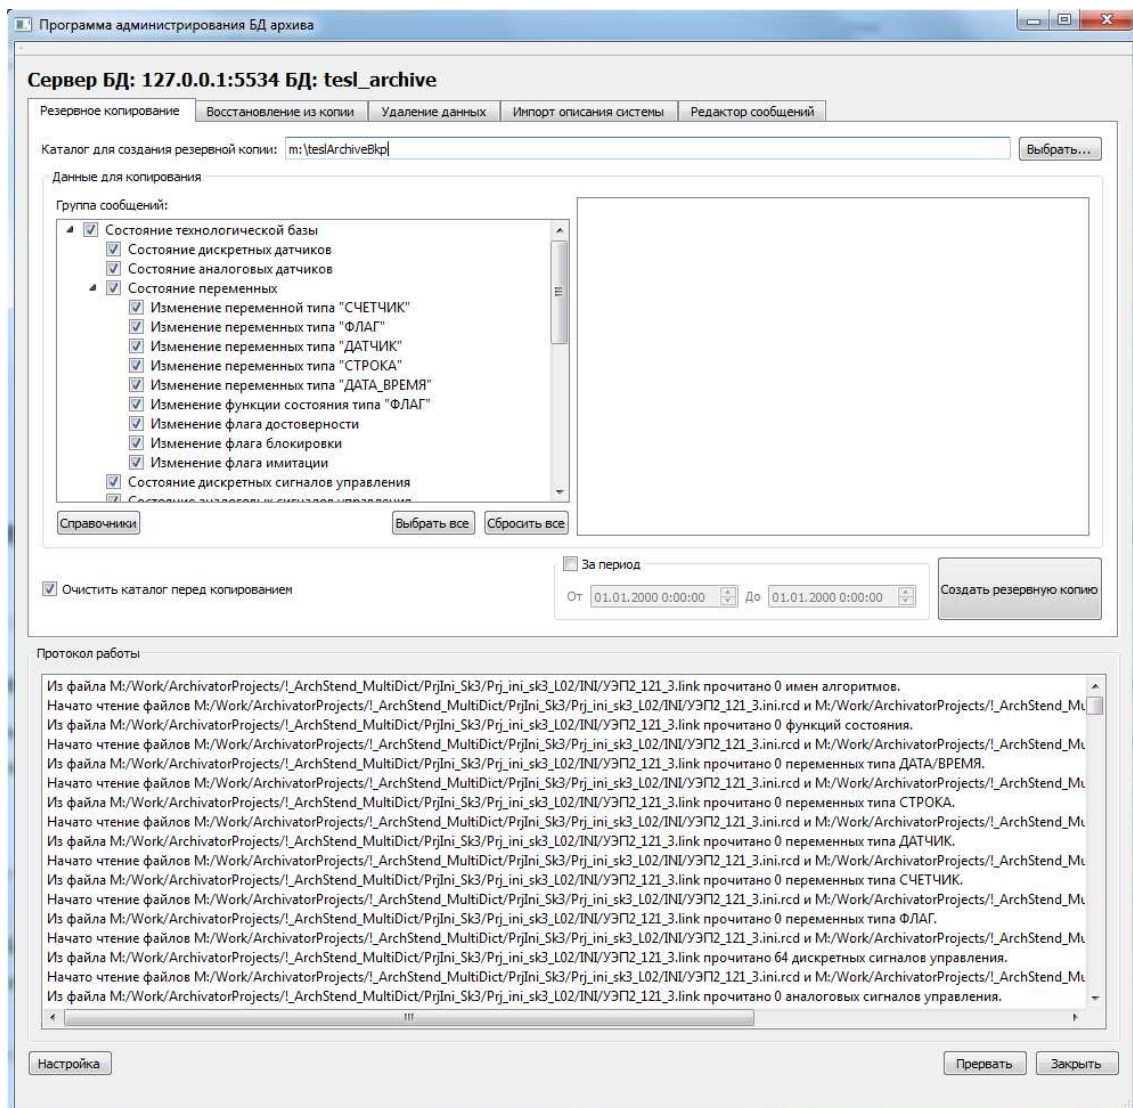 Программа администрирования БД архива
Сервер БД: 127.0.0.1:5534 БД: tesl_archive
Резервное копирование Восстановление из копии Удаление данных Импорт описания системы Редактор сообщений
Каталог для создания резервной копии: m:\teslArchiveBkp Выбрать...
Данные для копирования
Группа сообщений:
Состояние технологической базы
Состояние дискретных датчиков
Состояние аналоговых датчиков
Состояние переменных
Изменение переменной типа "СЧЕТЧИК"
Изменение переменных типа "ФЛАГ"
Изменение переменных типа "ДАТЧИК"
Изменение переменных типа "СТРОКА"
Изменение переменных типа "ДАТА_ВРЕМЯ"
Изменение функции состояния типа "ФЛАГ"
Изменение флага достоверности
Изменение флага блокировки
Изменение флага имитации
Состояние дискретных сигналов управления
Состояние аналоговых сигналов управления
Справочники Выбрать все Сбросить все
Очистить каталог перед копированием
За период
От 01.01.2000 0:00:00 До 01.01.2000 0:00:00
Создать резервную копию
Протокол работы
Из файла M:/Work/ArchivatorProjects/!_ArchStend_MultiDict/PrjIni_Sk3/Prj_ini_sk3_L02/INI/УЭП2_121_3.link прочитано 0 имен алгоритмов.
Начато чтение файлов M:/Work/ArchivatorProjects/!_ArchStend_MultiDict/PrjIni_Sk3/Prj_ini_sk3_L02/INI/УЭП2_121_3.ini.rcd и M:/Work/ArchivatorProjects/!_ArchStend_Mu
Из файла M:/Work/ArchivatorProjects/!_ArchStend_MultiDict/PrjIni_Sk3/Prj_ini_sk3_L02/INI/УЭП2_121_3.link прочитано 0 функций состояния.
Начато чтение файлов M:/Work/ArchivatorProjects/!_ArchStend_MultiDict/PrjIni_Sk3/Prj_ini_sk3_L02/INI/УЭП2_121_3.ini.rcd и M:/Work/ArchivatorProjects/!_ArchStend_Mu
Из файла M:/Work/ArchivatorProjects/!_ArchStend_MultiDict/PrjIni_Sk3/Prj_ini_sk3_L02/INI/УЭП2_121_3.link прочитано 0 переменных типа ДАТА/ВРЕМЯ.
Начато чтение файлов M:/Work/ArchivatorProjects/!_ArchStend_MultiDict/PrjIni_Sk3/Prj_ini_sk3_L02/INI/УЭП2_121_3.ini.rcd и M:/Work/ArchivatorProjects/!_ArchStend_Mu
Из файла M:/Work/ArchivatorProjects/!_ArchStend_MultiDict/PrjIni_Sk3/Prj_ini_sk3_L02/INI/УЭП2_121_3.link прочитано 0 переменных типа СТРОКА.
Начато чтение файлов M:/Work/ArchivatorProjects/!_ArchStend_MultiDict/PrjIni_Sk3/Prj_ini_sk3_L02/INI/УЭП2_121_3.ini.rcd и M:/Work/ArchivatorProjects/!_ArchStend_Mu
Из файла M:/Work/ArchivatorProjects/!_ArchStend_MultiDict/PrjIni_Sk3/Prj_ini_sk3_L02/INI/УЭП2_121_3.link прочитано 0 переменных типа ДАТЧИК.
Начато чтение файлов M:/Work/ArchivatorProjects/!_ArchStend_MultiDict/PrjIni_Sk3/Prj_ini_sk3_L02/INI/УЭП2_121_3.ini.rcd и M:/Work/ArchivatorProjects/!_ArchStend_Mu
Из файла M:/Work/ArchivatorProjects/!_ArchStend_MultiDict/PrjIni_Sk3/Prj_ini_sk3_L02/INI/УЭП2_121_3.link прочитано 0 переменных типа СЧЕТЧИК.
Начато чтение файлов M:/Work/ArchivatorProjects/!_ArchStend_MultiDict/PrjIni_Sk3/Prj_ini_sk3_L02/INI/УЭП2_121_3.ini.rcd и M:/Work/ArchivatorProjects/!_ArchStend_Mu
Из файла M:/Work/ArchivatorProjects/!_ArchStend_MultiDict/PrjIni_Sk3/Prj_ini_sk3_L02/INI/УЭП2_121_3.link прочитано 0 переменных типа ФЛАГ.
Начато чтение файлов M:/Work/ArchivatorProjects/!_ArchStend_MultiDict/PrjIni_Sk3/Prj_ini_sk3_L02/INI/УЭП2_121_3.ini.rcd и M:/Work/ArchivatorProjects/!_ArchStend_Mu
Из файла M:/Work/ArchivatorProjects/!_ArchStend_MultiDict/PrjIni_Sk3/Prj_ini_sk3_L02/INI/УЭП2_121_3.link прочитано 64 дискретных сигналов управления.
Начато чтение файлов M:/Work/ArchivatorProjects/!_ArchStend_MultiDict/PrjIni_Sk3/Prj_ini_sk3_L02/INI/УЭП2_121_3.ini.rcd и M:/Work/ArchivatorProjects/!_ArchStend_Mu
Из файла M:/Work/ArchivatorProjects/!_ArchStend_MultiDict/PrjIni_Sk3/Prj_ini_sk3_L02/INI/УЭП2_121_3.link прочитано 0 аналоговых сигналов управления.
Настройка Прервать Закрыть